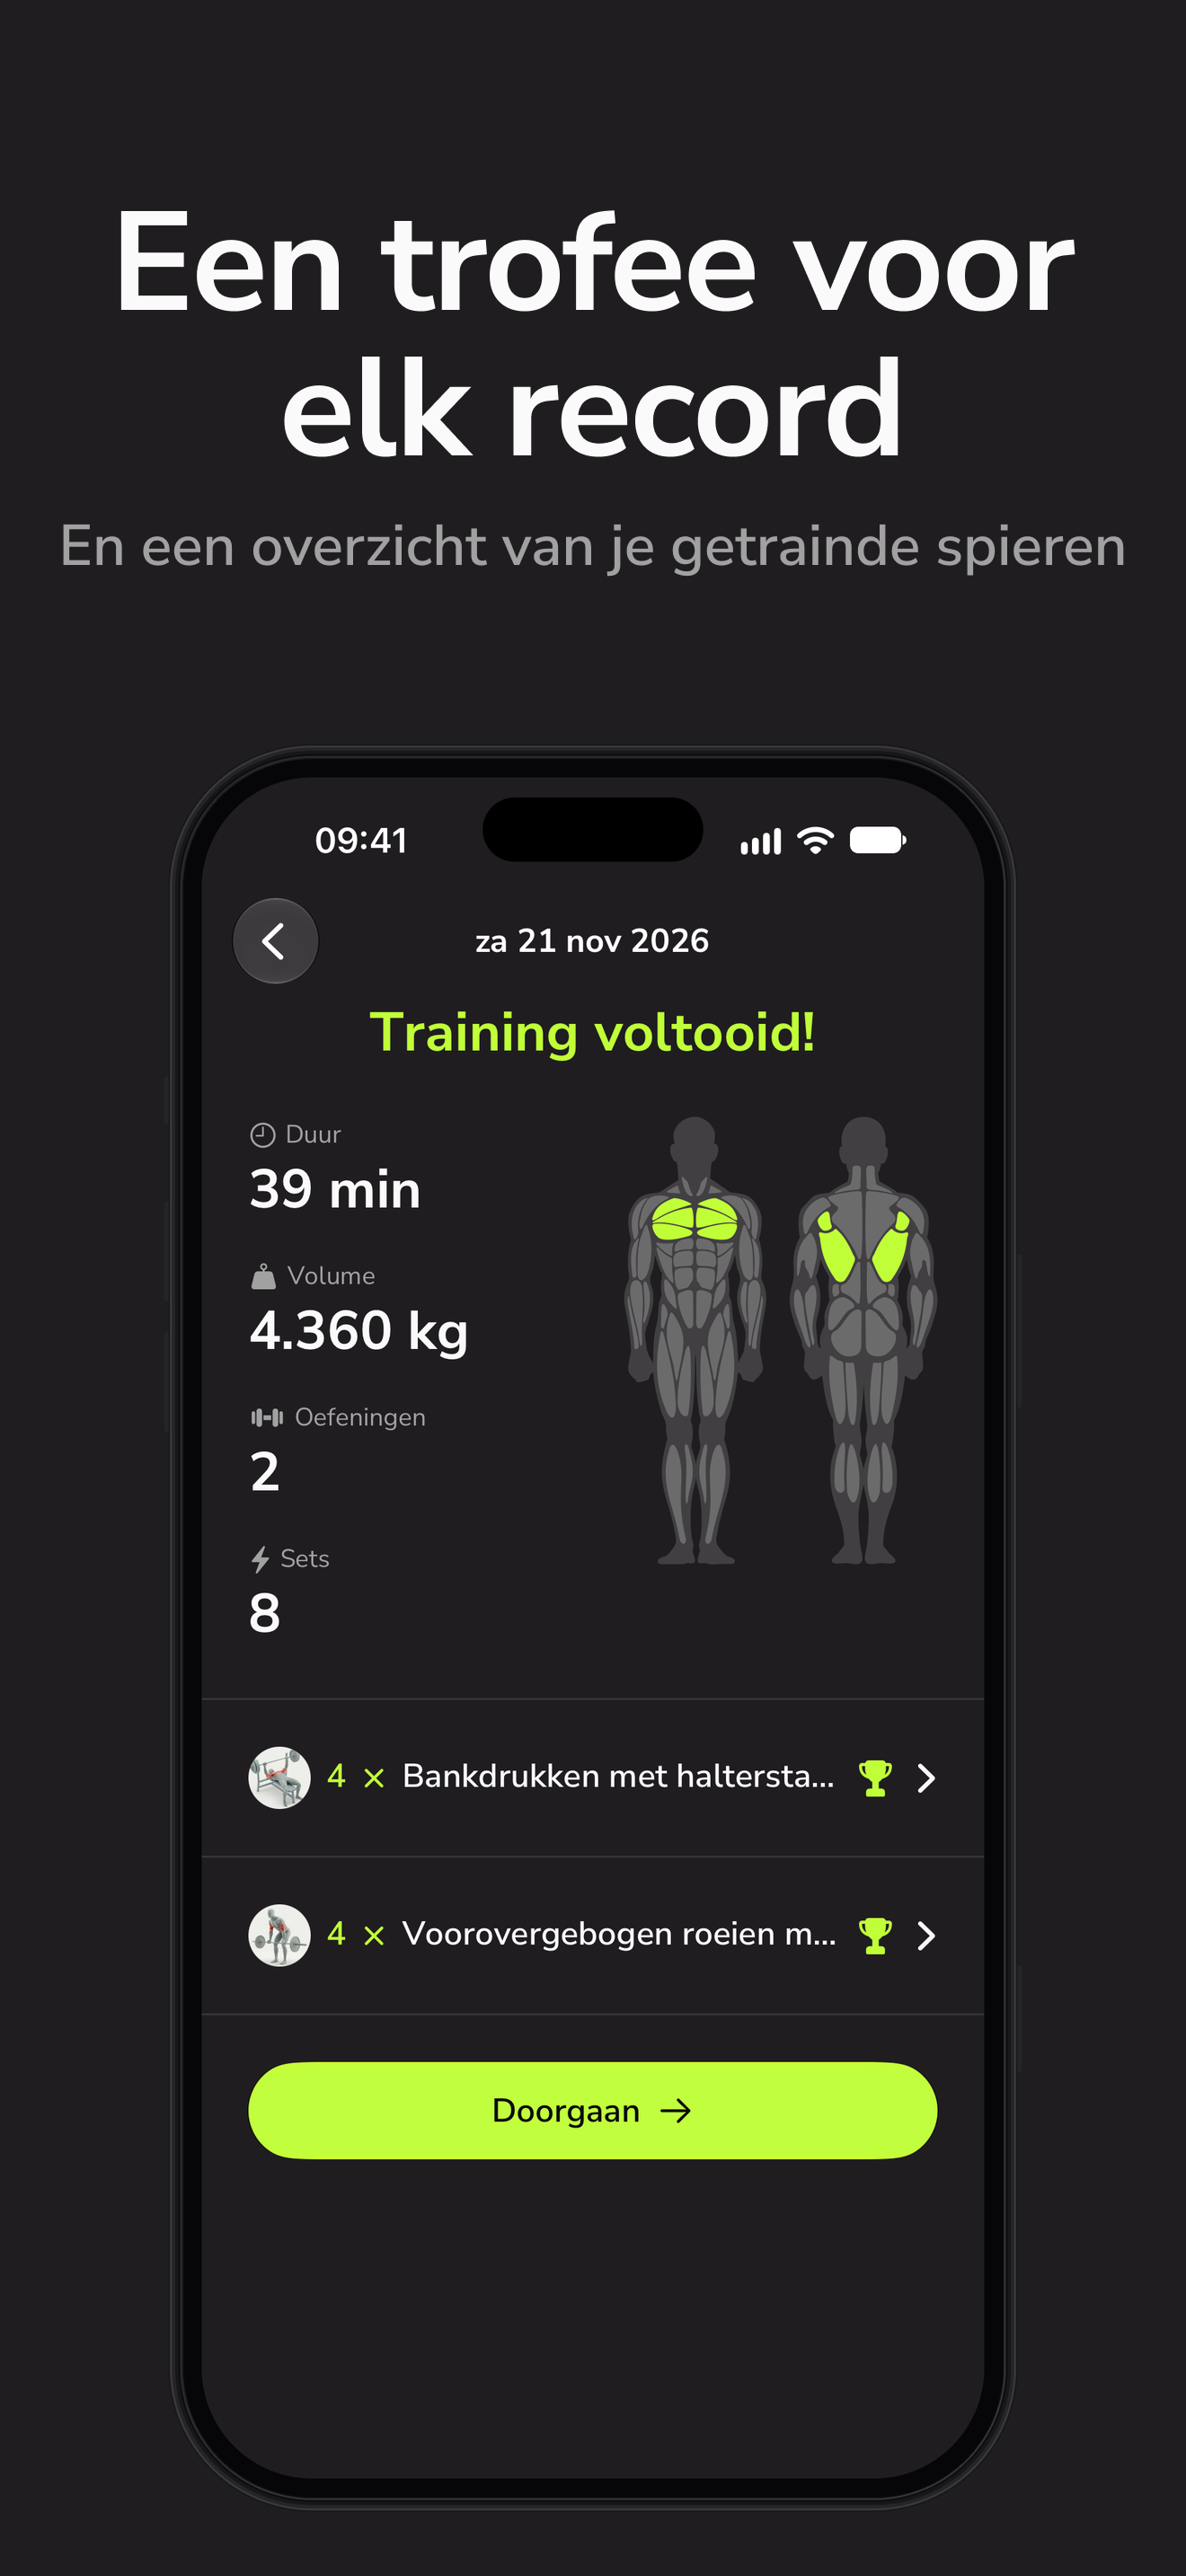 Een trofee voor
elk record
En een overzicht van je getrainde spieren
09:41
za 21 nov 2026
Training voltooid!
Duur
39 min
Volume
4.360 kg
Oefeningen
2
Sets
8
4 × Bankdrukken met haltersta...
4 × Voorovergebogen roeien m...
Doorgaan →